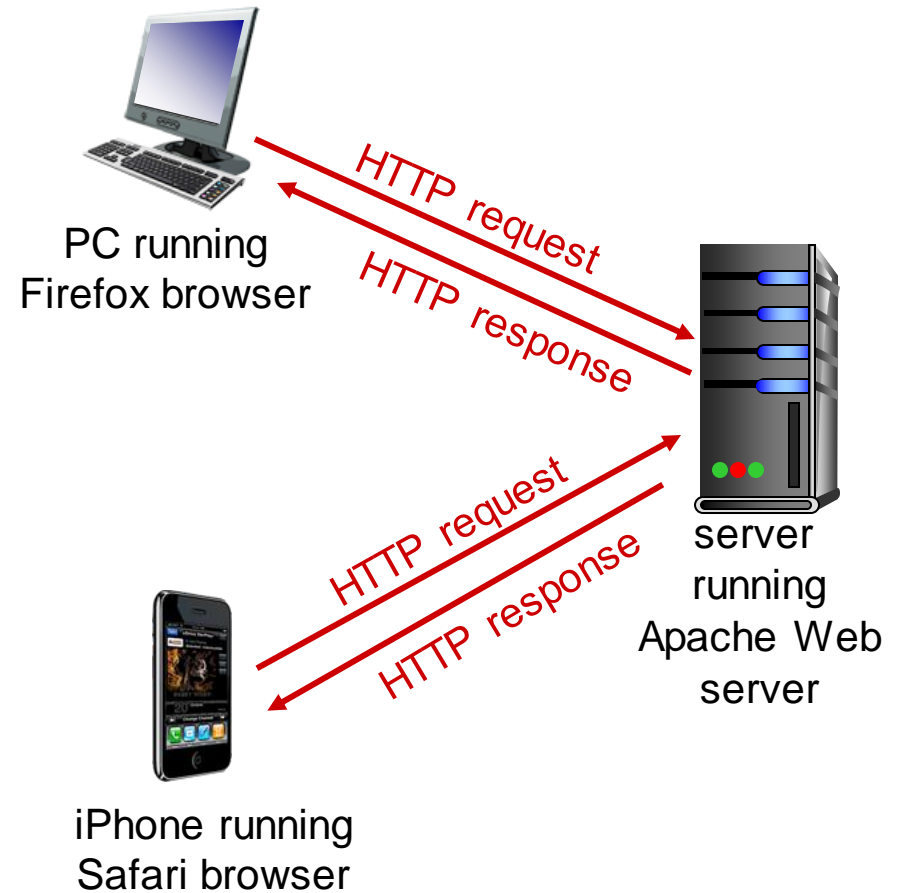 HTTP request
HTTP response
PC running
Firefox browser
HTTP request
HTTP response
server
running
Apache Web
server
iPhone running
Safari browser